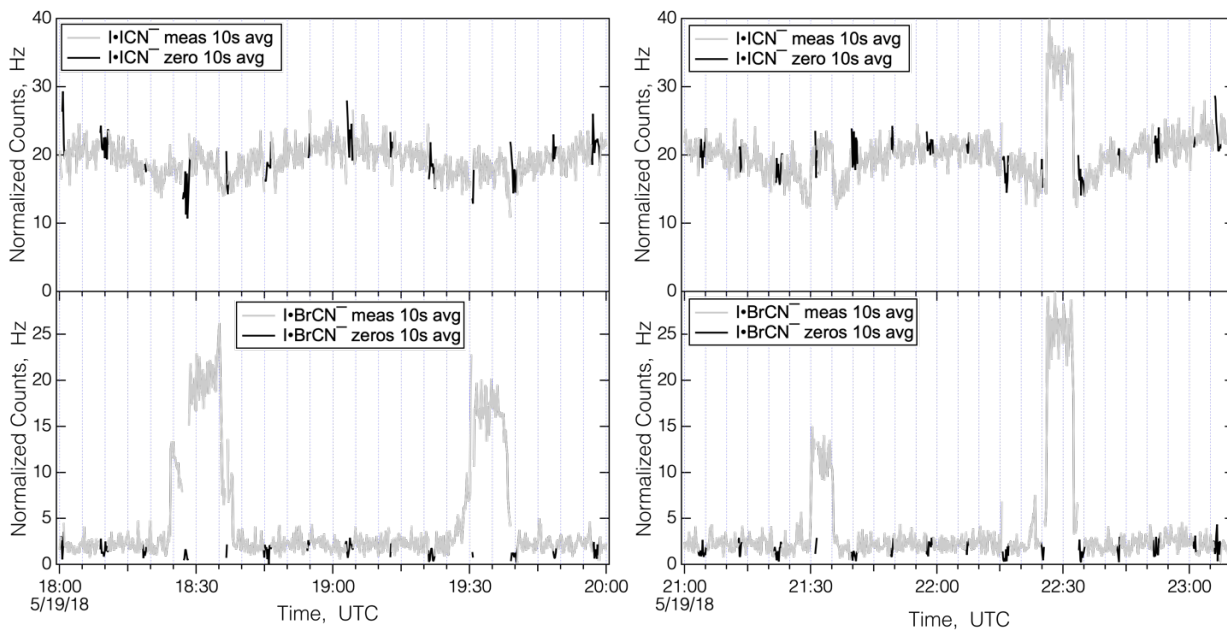 40
30
20
10
0
Normalized Counts, Hz
I•ICN⁻ meas 10s avg
I•ICN⁻ zero 10s avg
25
20
15
10
5
0
Normalized Counts, Hz
I•BrCN⁻ meas 10s avg
I•BrCN⁻ zeros 10s avg
18:00
18:30
19:00
19:30
20:00
5/19/18
Time, UTC
40
30
20
10
0
Normalized Counts, Hz
I•ICN⁻ meas 10s avg
I•ICN⁻ zero 10s avg
25
20
15
10
5
0
Normalized Counts, Hz
I•BrCN⁻ meas 10s avg
I•BrCN⁻ zeros 10s avg
21:00
21:30
22:00
22:30
23:00
5/19/18
Time, UTC